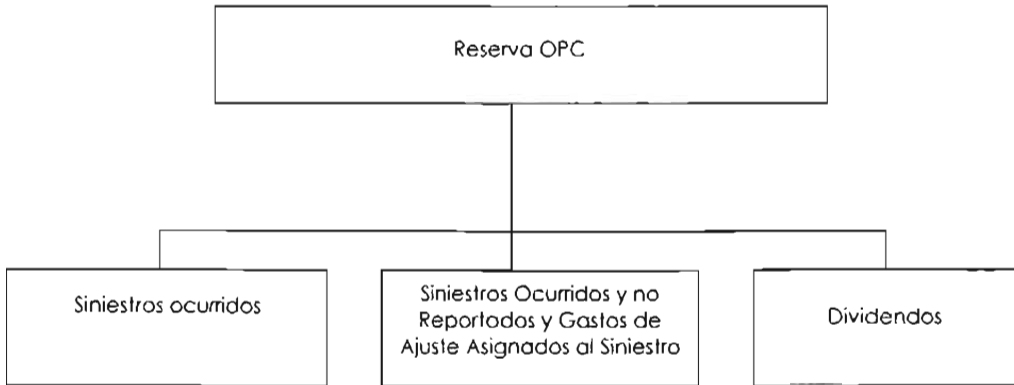 Reserva OPC
Siniestros ocurridos
Siniestros Ocurridos y no
Reportados y Gastos de
Ajuste Asignados al Siniestro
Dividendos